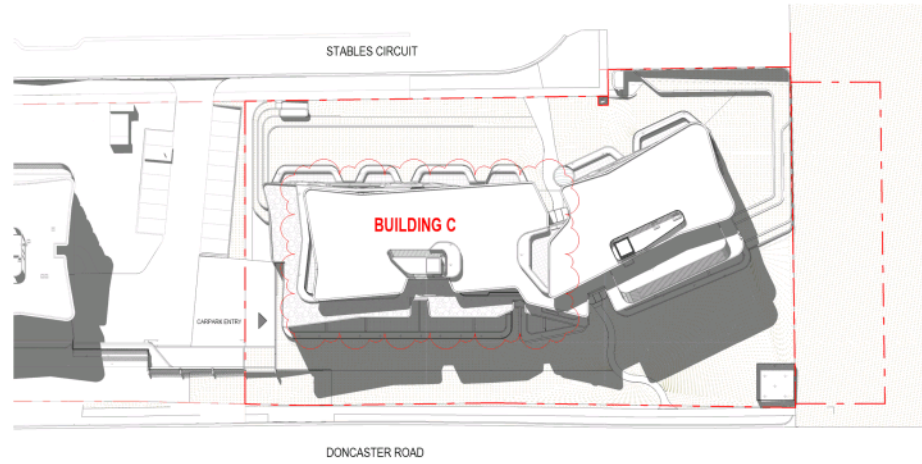 STABLES CIRCUIT
BUILDING C
CARPARK ENTRY
DONCASTER ROAD